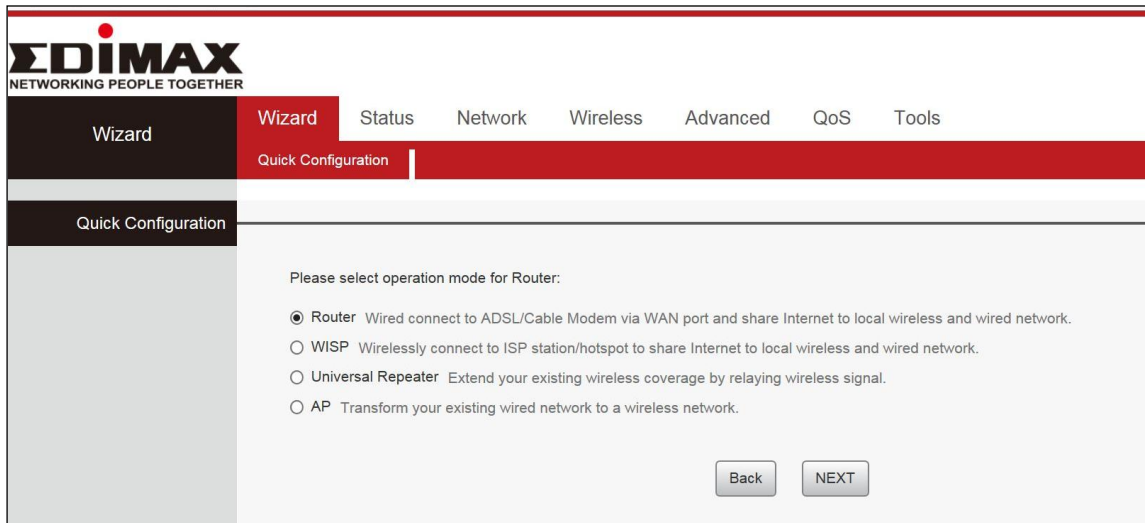 EDIMAX
NETWORKING PEOPLE TOGETHER
Wizard
Wizard Status Network Wireless Advanced QoS Tools
Quick Configuration
Quick Configuration
Please select operation mode for Router:
Router Wired connect to ADSL/Cable Modem via WAN port and share Internet to local wireless and wired network.
WISP Wirelessly connect to ISP station/hotspot to share Internet to local wireless and wired network.
Universal Repeater Extend your existing wireless coverage by relaying wireless signal.
AP Transform your existing wired network to a wireless network.
Back NEXT